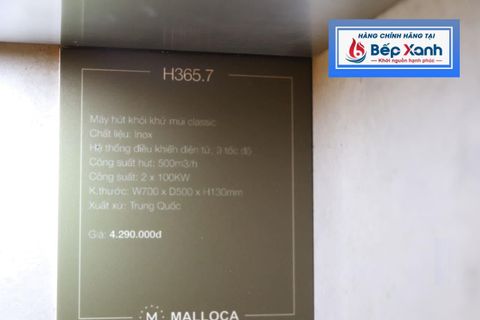 HÀNG CHÍNH HÃNG TẠI
Bếp Xanh
Khơi nguồn hạnh phúc
H365.7
Máy hút khói khử mùi classic
Chất liệu: Inox
Hệ thống điều khiển điện tử, 3 tốc độ
Công suất hút: 500m3/h
Công suất: 2 x 100KW
K.thước: W700 x D500 x H130mm
Xuất xứ: Trung Quốc
Giá: 4.290.000đ
MALLOCA